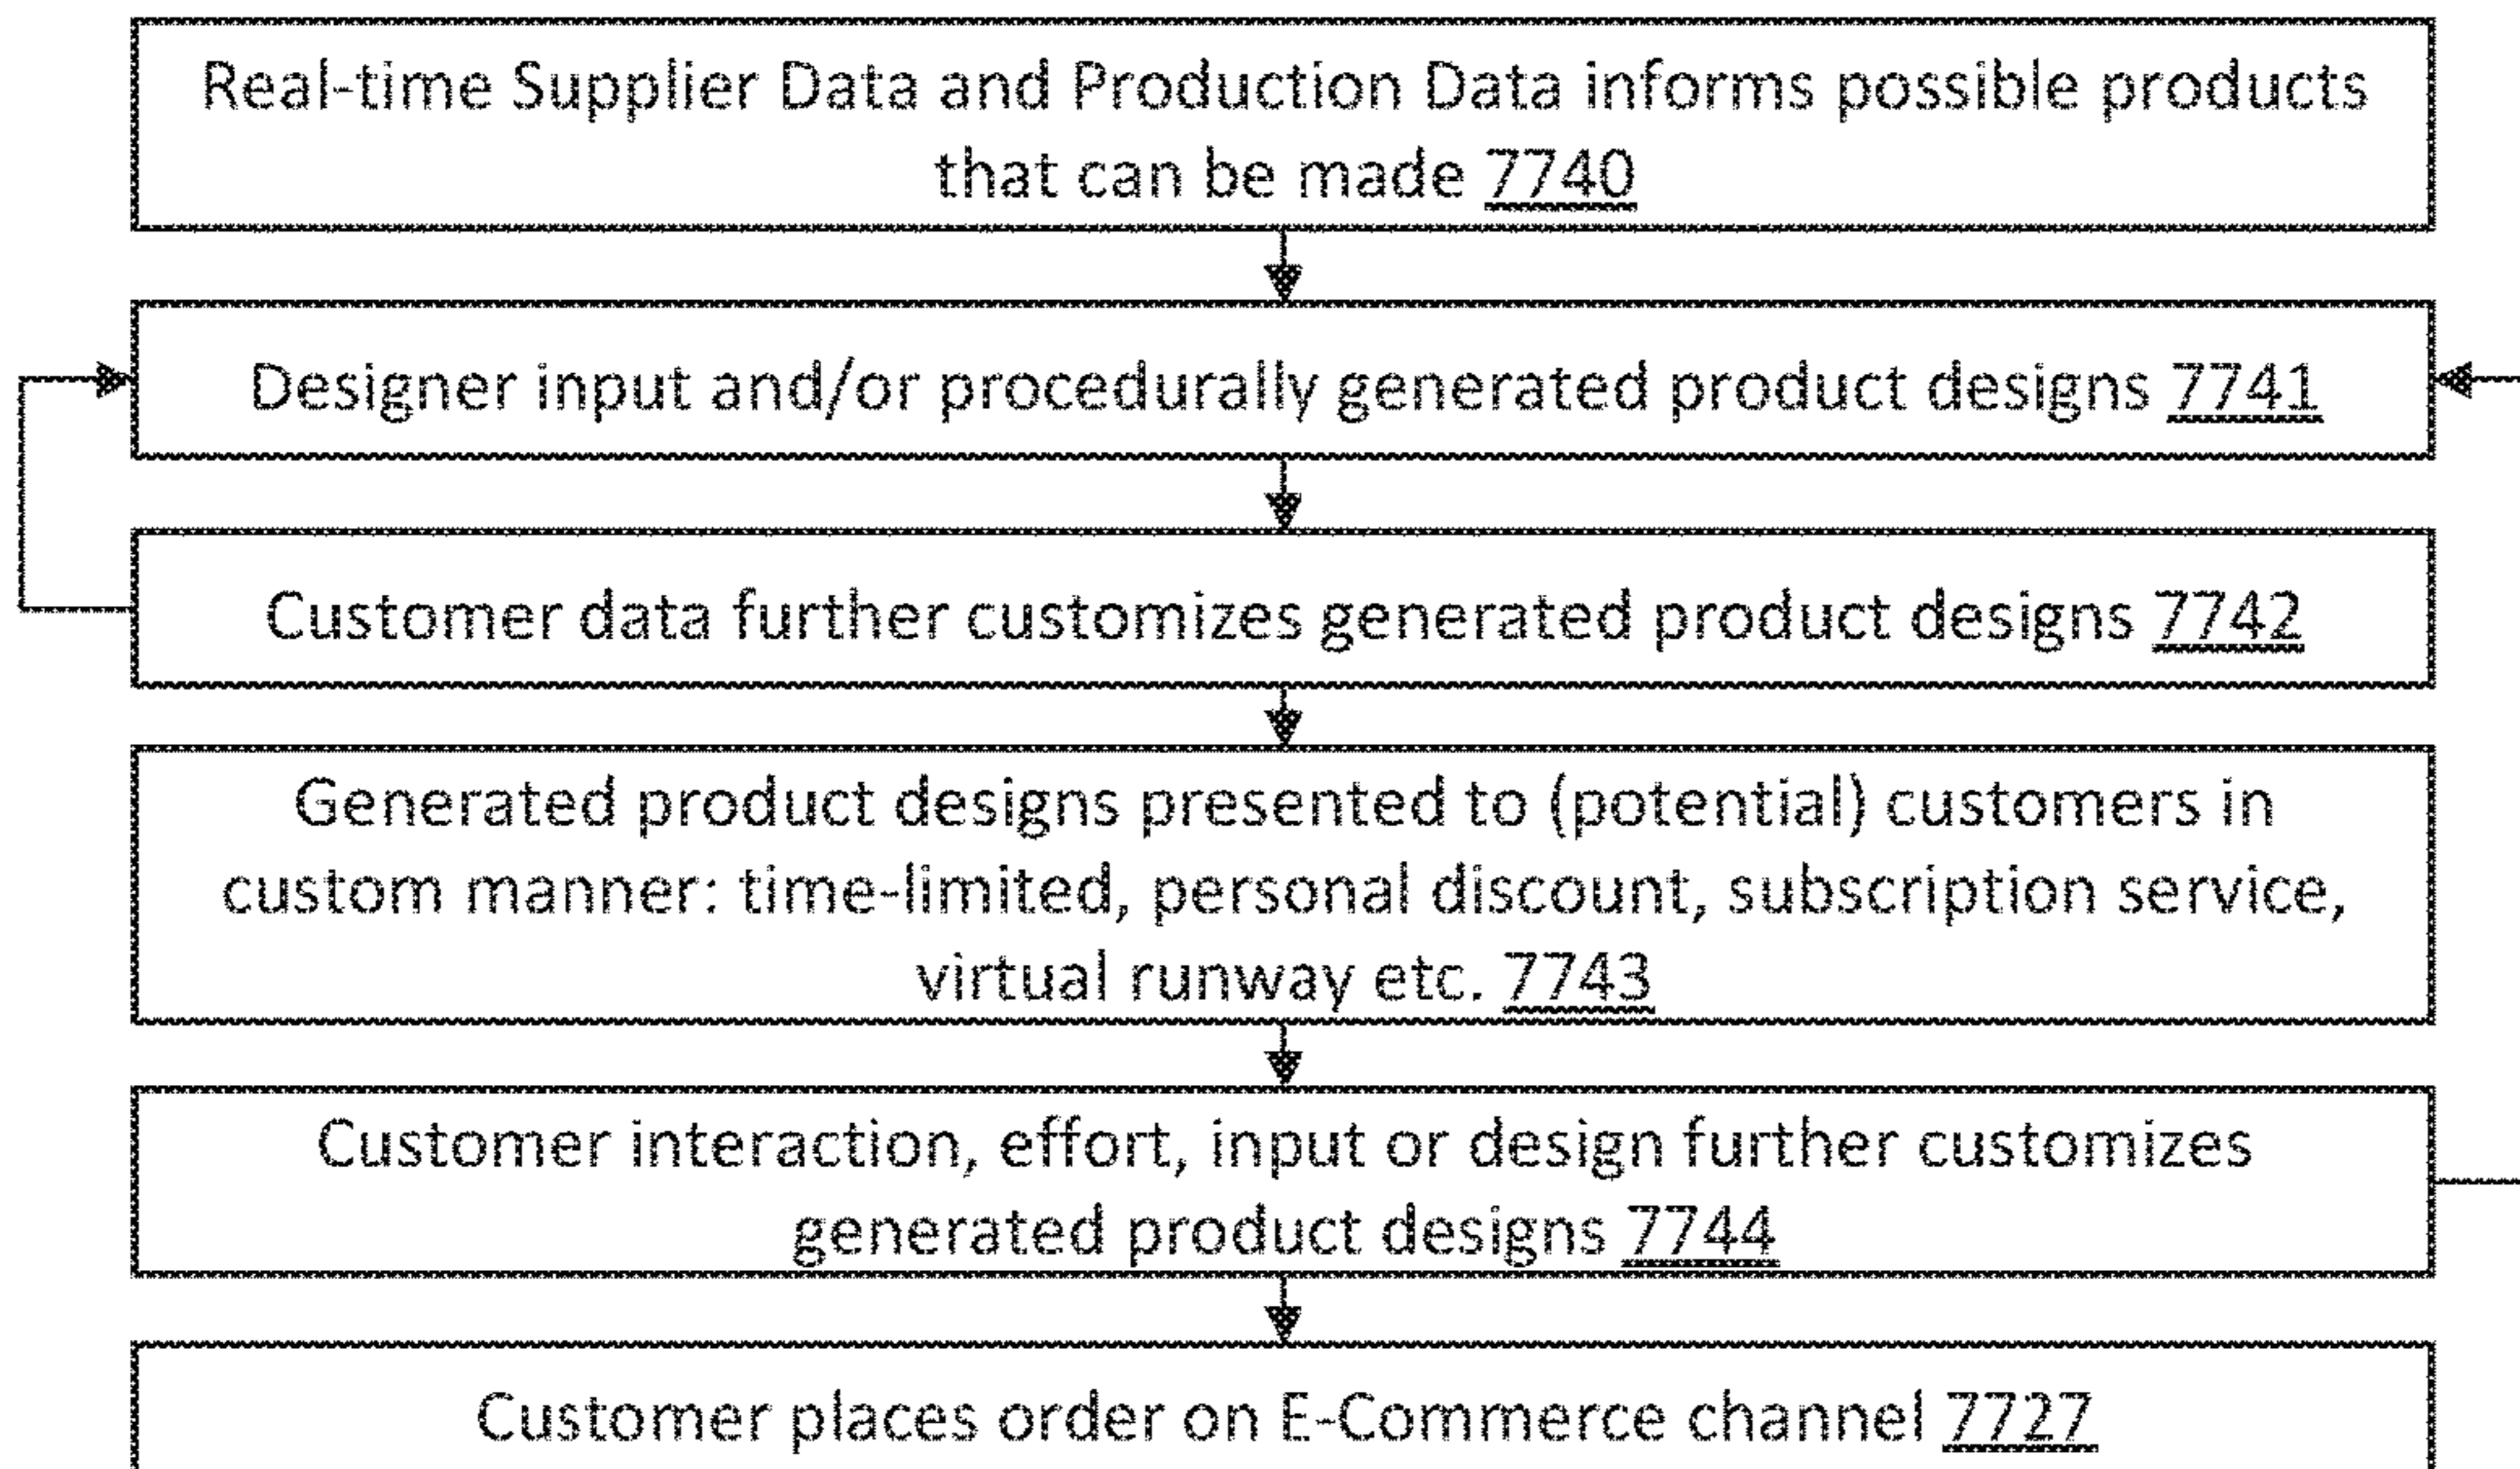 Real-time Supplier Data and Production Data informs possible products
that can be made 7740
Designer input and/or procedurally generated product designs 7741
Customer data further customizes generated product designs 7742
Generated product designs presented to (potential) customers in
custom manner: time-limited, personal discount, subscription service,
virtual runway etc. 7743
Customer interaction, effort, input or design further customizes
generated product designs 7744
Customer places order on E-Commerce channel 7727